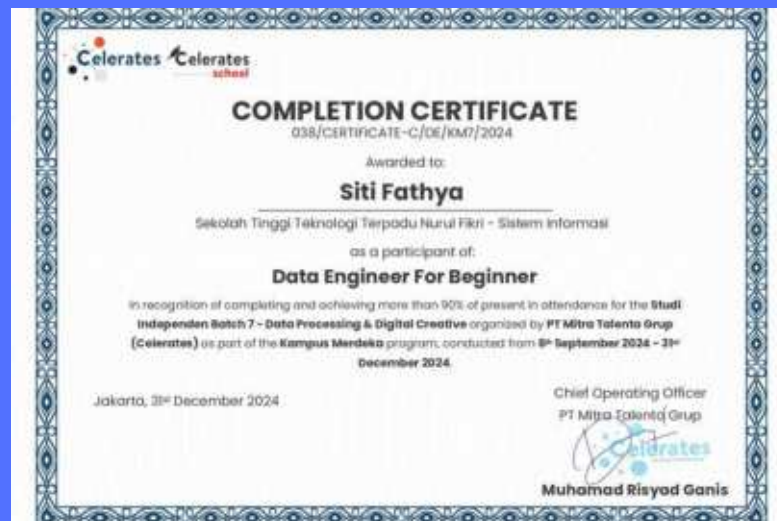 Celerates Celerates
school
COMPLETION CERTIFICATE
038/CERTIFICATE-C/DE/KM7/2024
Awarded to:
Siti Fathya
Sekolah Tinggi Teknologi Terpadu Nurul Fikri - Sistem Informasi
as a participant of:
Data Engineer For Beginner
In recognition of completing and achieving more than 90% of present in attendance for the Studi
Independen Batch 7 - Data Processing & Digital Creative organized by PT Mitra Talenta Grup
(Celerates) as part of the Kampus Merdeka program, conducted from September 2024 - 31st
December 2024.
Jakarta, 31st December 2024
Chief Operating Officer
PT Mitra Talenta Grup
Celerates
Muhamad Risyad Ganis